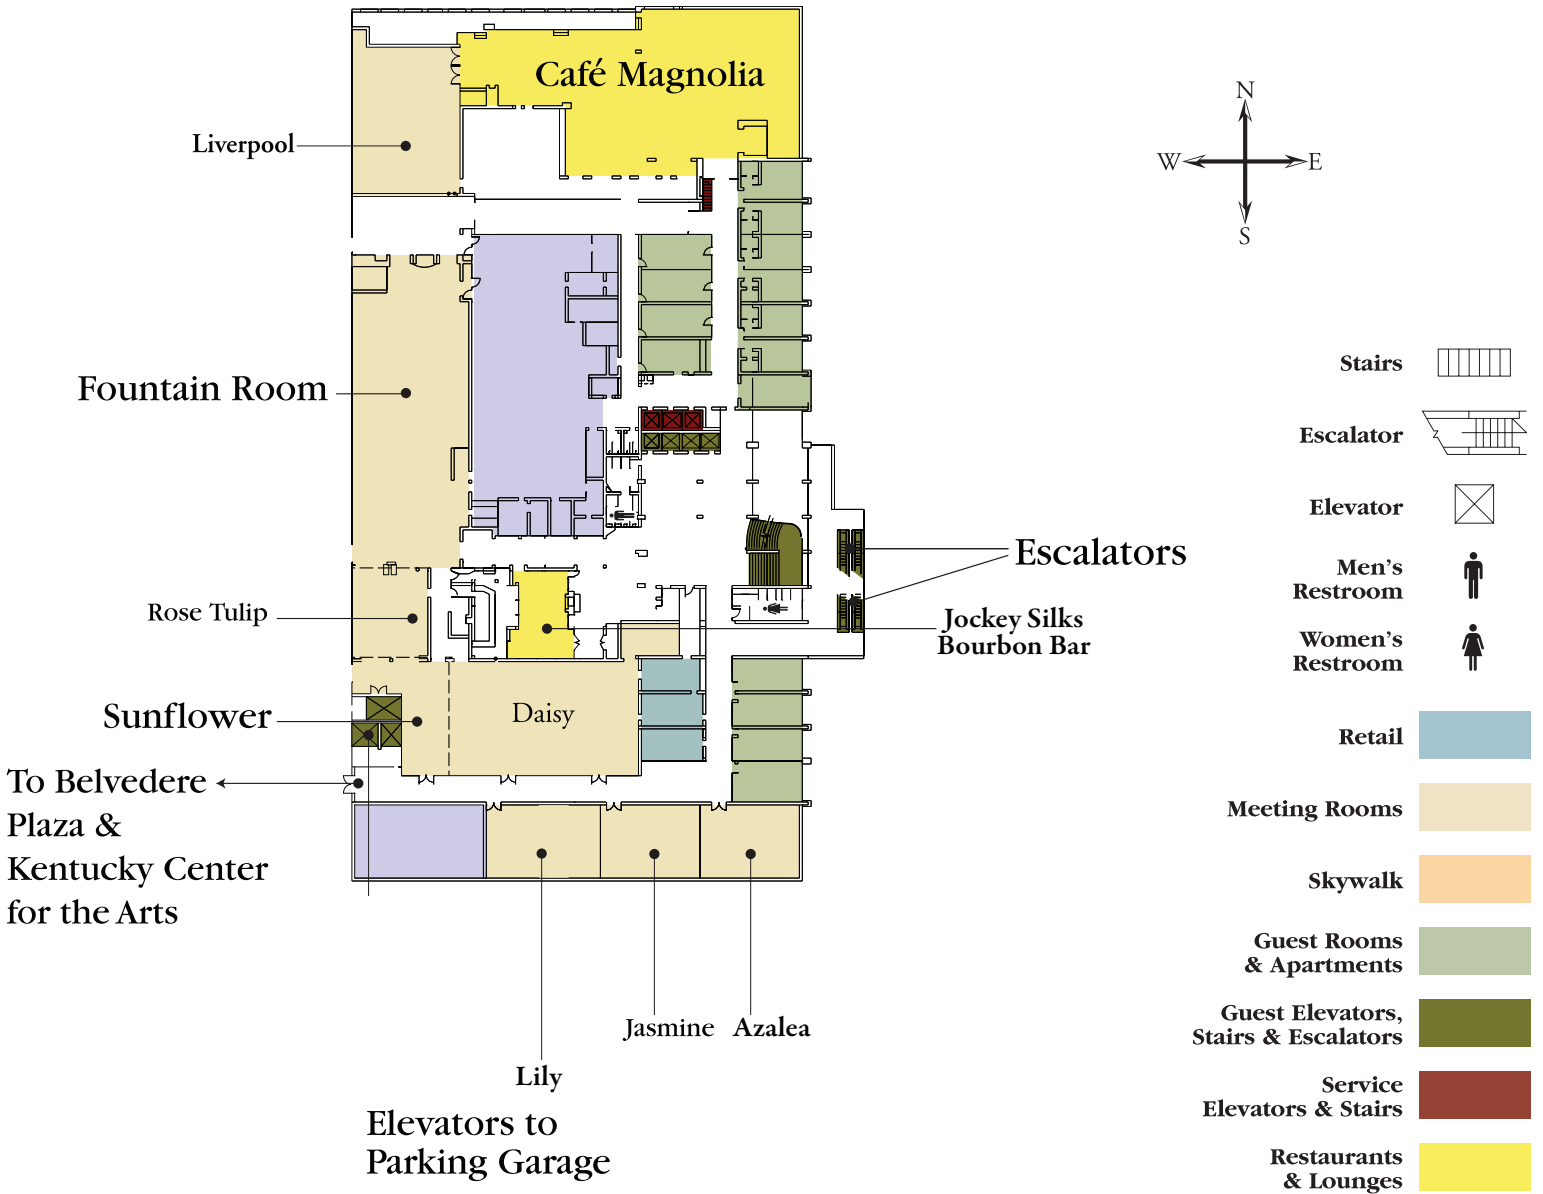 Café Magnolia
N
W
E
S
Liverpool
Stairs
Fountain Room
Escalator
Elevator
Escalators
Men’s
Restroom
Rose Tulip
Jockey Silks
Bourbon Bar
Women’s
Restroom
Sunflower
Daisy
Retail
To Belvedere
Plaza &
Kentucky Center
for the Arts
Meeting Rooms
Skywalk
Guest Rooms
& Apartments
Jasmine
Azalea
Guest Elevators,
Stairs & Escalators
Lily
Service
Elevators & Stairs
Elevators to
Parking Garage
Restaurants
& Lounges